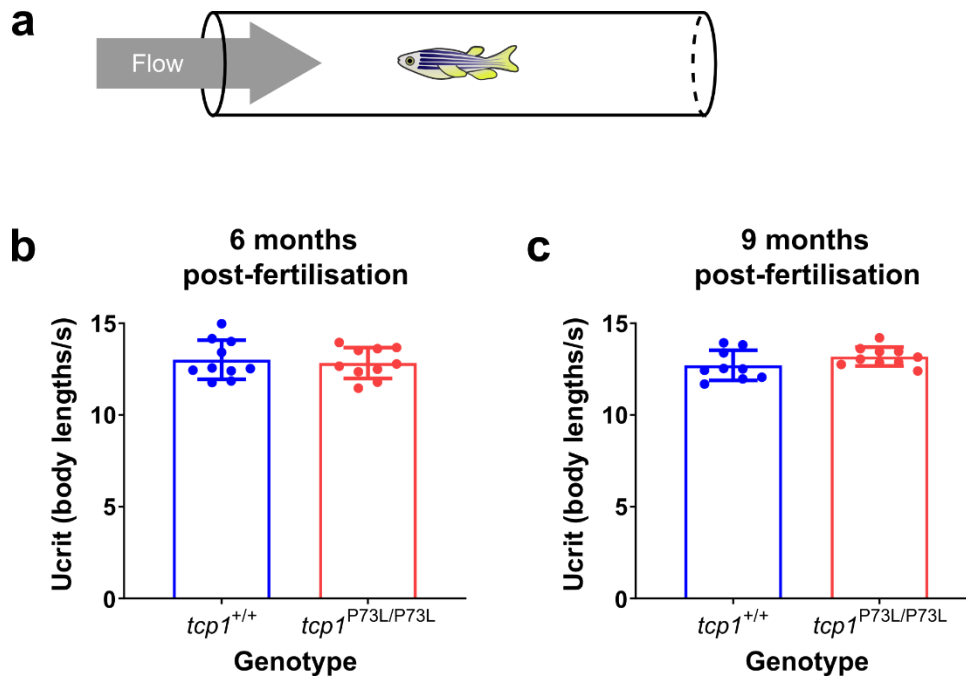 a
Flow
b
6 months
post-fertilisation
Ucrit (body lengths/s)
15
10
5
0
tcp1+/+
tcp1P73L/P73L
Genotype
c
9 months
post-fertilisation
Ucrit (body lengths/s)
15
10
5
0
tcp1+/+
tcp1P73L/P73L
Genotype